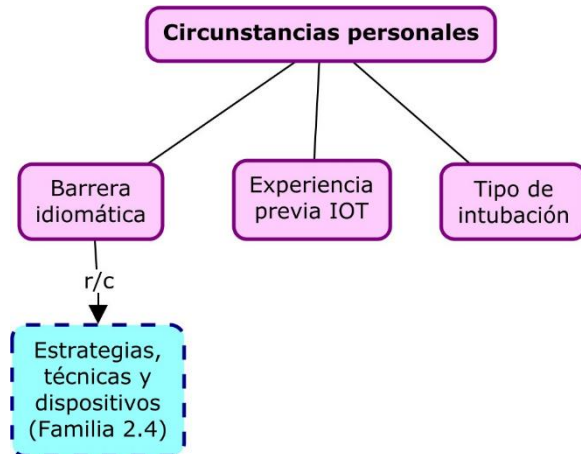 Circunstancias personales
Barrera
idiomática
Experiencia
previa IOT
Tipo de
intubación
r/c
Estrategias,
técnicas y
dispositivos
(Familia 2.4)